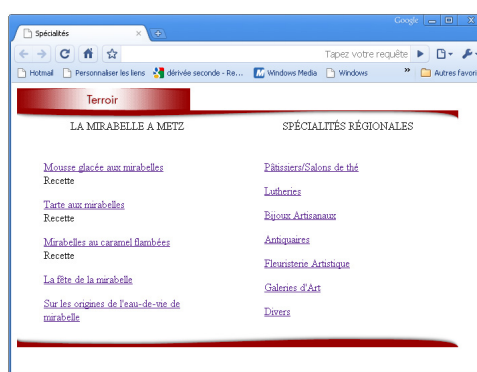 Google
Spécialités
Tapez votre requête
Hotmail Personnaliser les liens dérivée seconde - Re... Windows Media Windows » Autres favori
Terroir
LA MIRABELLE A METZ
Mousse glacée aux mirabelles
Recette
Tarte aux mirabelles
Recette
Mirabelles au caramel flambées
Recette
La fête de la mirabelle
Sur les origines de l'eau-de-vie de
mirabelle
SPÉCIALITÉS RÉGIONALES
Pâtissiers/Salons de thé
Lutheries
Bijoux Artisanaux
Antiquaires
Fleuristerie Artistique
Galeries d'Art
Divers